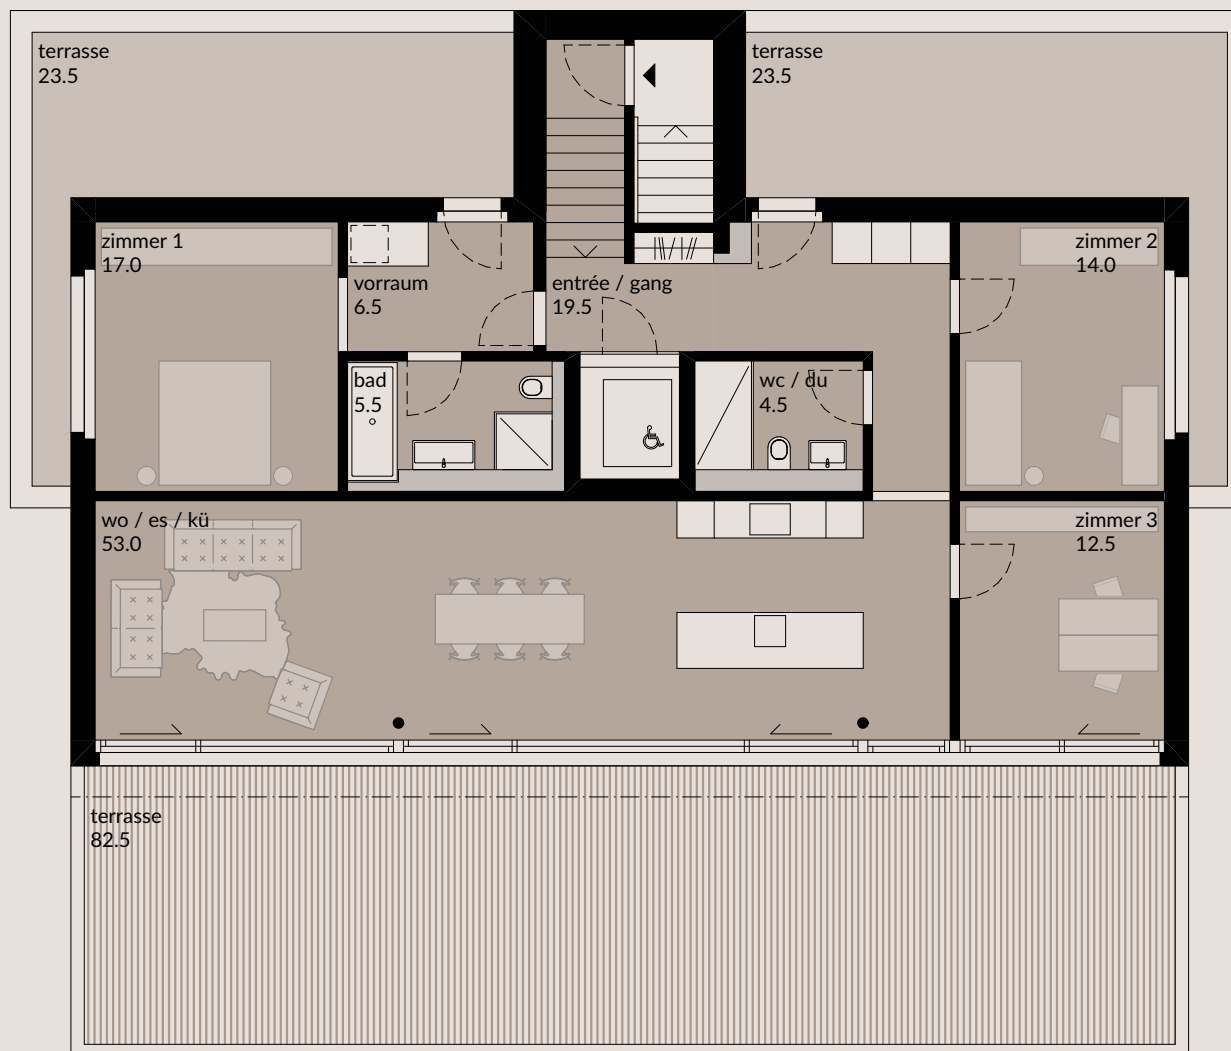 terrasse
23.5
terrasse
23.5
zimmer 1
17.0
vorraum
6.5
entrée / gang
19.5
zimmer 2
14.0
bad
5.5
wc / du
4.5
wo / es / kü
53.0
zimmer 3
12.5
terrasse
82.5